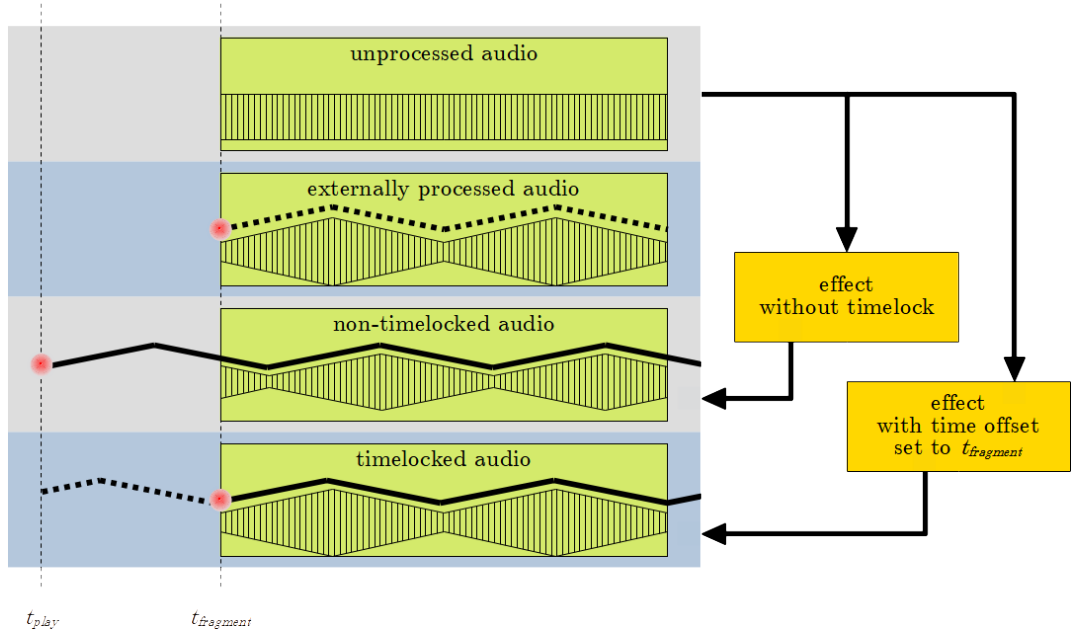 unprocessed audio
externally processed audio
effect
without timelock
non-timelocked audio
effect
with time offset
set to t_fragment
timelocked audio
t_play
t_fragment